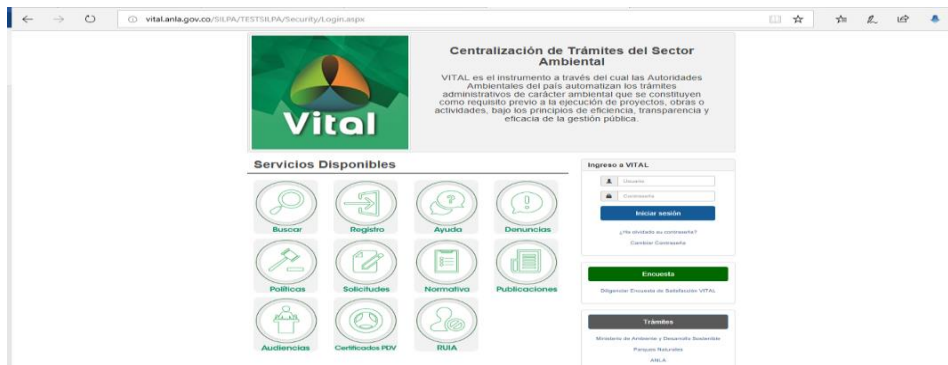 vital.anla.gov.co/SILPA/TESTSILPA/Security/Login.aspx
Vital
Centralización de Trámites del Sector
Ambiental
VITAL es el instrumento a través del cual las Autoridades
Ambientales del país automatizan los trámites
administrativos de carácter ambiental que se constituyen
como requisito previo a la ejecución de proyectos, obras o
actividades, bajo los principios de eficiencia, transparencia y
eficacia de la gestión pública.
Servicios Disponibles
Buscar
Registro
Ayuda
Denuncias
Políticas
Solicitudes
Normativa
Publicaciones
Audiencias
Certificados PDV
RUIA
Ingreso a VITAL
Usuario
Contraseña
Iniciar sesión
¿Ha olvidado su contraseña?
Cambiar Contraseña
Encuesta
Diligenciar Encuesta de Satisfacción VITAL
Trámites
Ministerio de Ambiente y Desarrollo Sostenible
Parques Naturales
ANLA